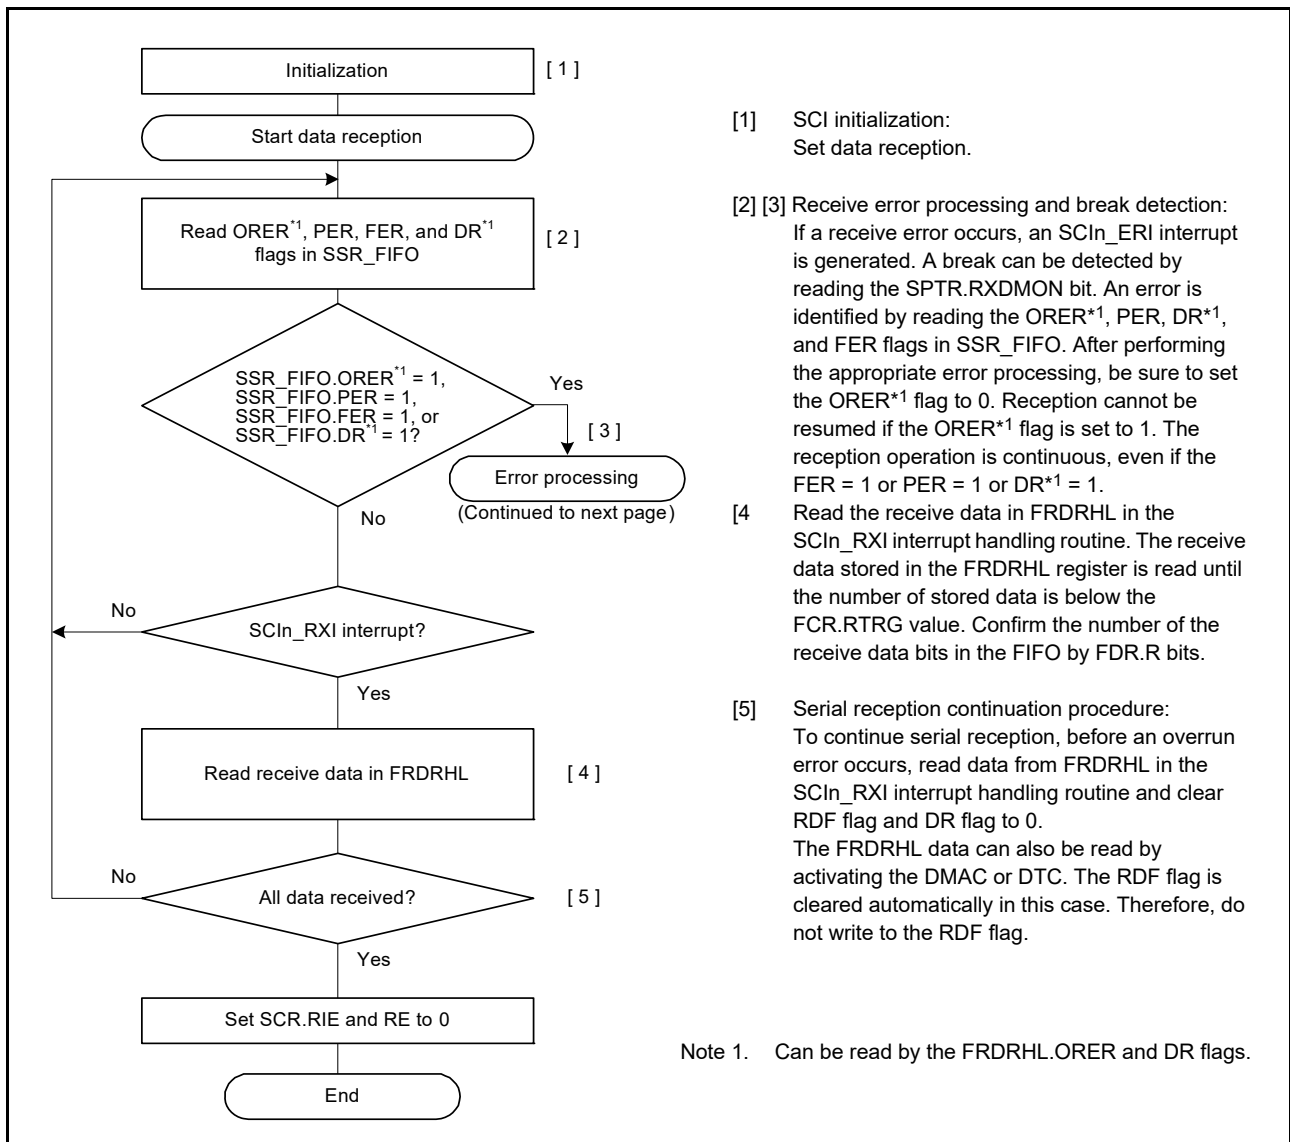 Initialization
[ 1 ]
Start data reception
Read ORER*1, PER, FER, and DR*1
flags in SSR_FIFO
[ 2 ]
SSR_FIFO.ORER*1 = 1,
SSR_FIFO.PER = 1,
SSR_FIFO.FER = 1, or
SSR_FIFO.DR*1 = 1?
Yes
[ 3 ]
Error processing
(Continued to next page)
No
SCIn_RXI interrupt?
No
Yes
Read receive data in FRDRHL
[ 4 ]
All data received?
No
[ 5 ]
Yes
Set SCR.RIE and RE to 0
End
[1] SCI initialization:
Set data reception.
[2] [3] Receive error processing and break detection:
If a receive error occurs, an SCIn_ERI interrupt
is generated. A break can be detected by
reading the SPTR.RXDMON bit. An error is
identified by reading the ORER*1, PER, DR*1,
and FER flags in SSR_FIFO. After performing
the appropriate error processing, be sure to set
the ORER*1 flag to 0. Reception cannot be
resumed if the ORER*1 flag is set to 1. The
reception operation is continuous, even if the
FER = 1 or PER = 1 or DR*1 = 1.
[4 Read the receive data in FRDRHL in the
SCIn_RXI interrupt handling routine. The receive
data stored in the FRDRHL register is read until
the number of stored data is below the
FCR.RTRG value. Confirm the number of the
receive data bits in the FIFO by FDR.R bits.
[5] Serial reception continuation procedure:
To continue serial reception, before an overrun
error occurs, read data from FRDRHL in the
SCIn_RXI interrupt handling routine and clear
RDF flag and DR flag to 0.
The FRDRHL data can also be read by
activating the DMAC or DTC. The RDF flag is
cleared automatically in this case. Therefore, do
not write to the RDF flag.
Note 1. Can be read by the FRDRHL.ORER and DR flags.